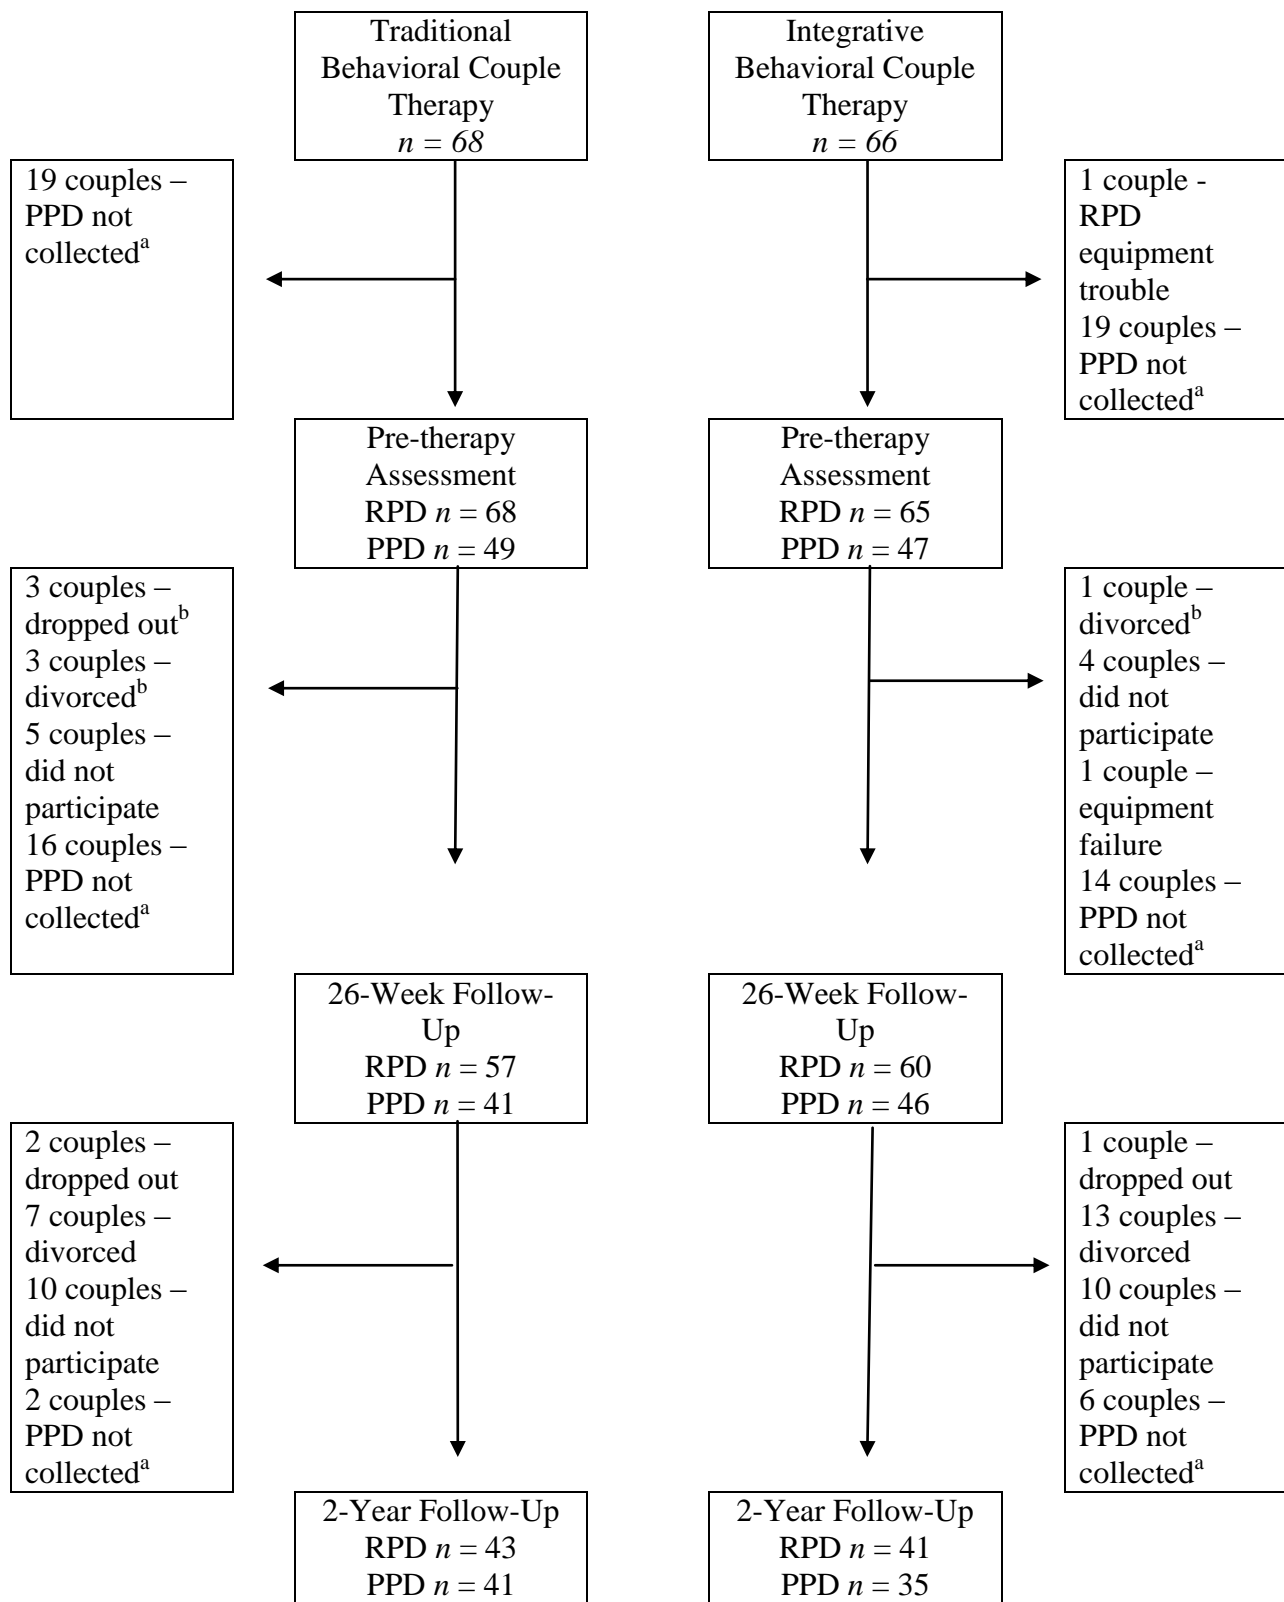 Traditional
Behavioral Couple
Therapy
n = 68
Integrative
Behavioral Couple
Therapy
n = 66
19 couples –
PPD not
collectedᵃ
1 couple -
RPD
equipment
trouble
19 couples –
PPD not
collectedᵃ
Pre-therapy
Assessment
RPD n = 68
PPD n = 49
Pre-therapy
Assessment
RPD n = 65
PPD n = 47
3 couples –
dropped outᵇ
3 couples –
divorcedᵇ
5 couples –
did not
participate
16 couples –
PPD not
collectedᵃ
1 couple –
divorcedᵇ
4 couples –
did not
participate
1 couple –
equipment
failure
14 couples –
PPD not
collectedᵃ
26-Week Follow-
Up
RPD n = 57
PPD n = 41
26-Week Follow-
Up
RPD n = 60
PPD n = 46
2 couples –
dropped out
7 couples –
divorced
10 couples –
did not
participate
2 couples –
PPD not
collectedᵃ
1 couple –
dropped out
13 couples –
divorced
10 couples –
did not
participate
6 couples –
PPD not
collectedᵃ
2-Year Follow-Up
RPD n = 43
PPD n = 41
2-Year Follow-Up
RPD n = 41
PPD n = 35